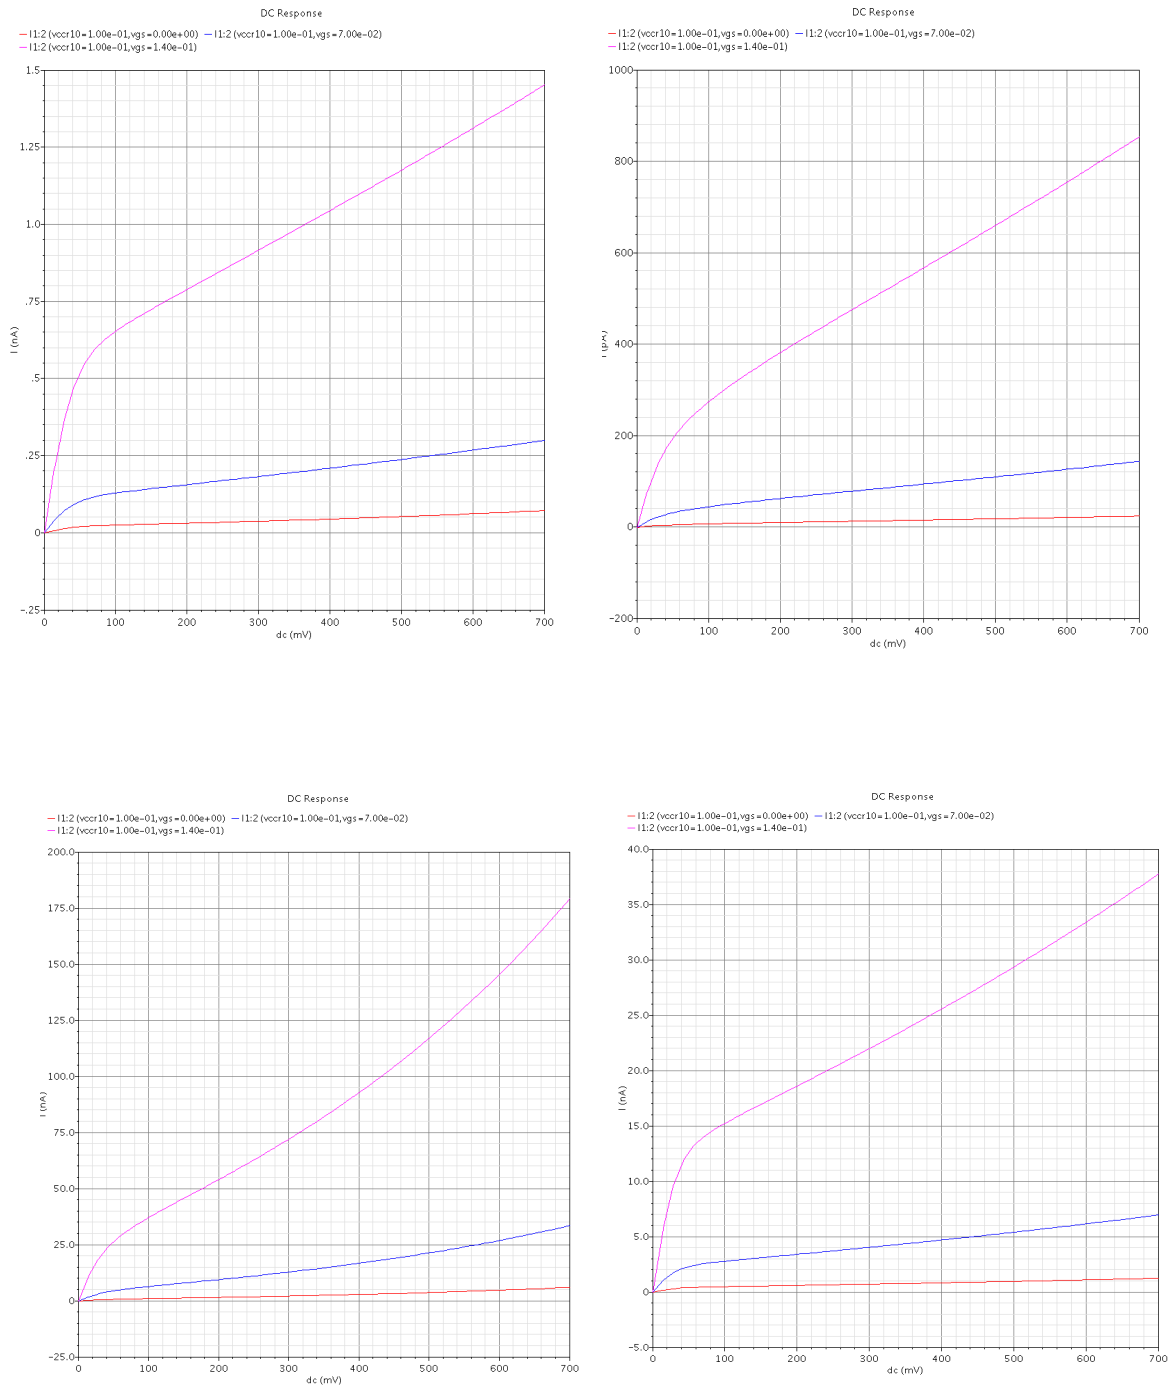 DC Response
I1:2 (vccr10=1.00e-01,vgs=0.00e+00) I1:2 (vccr10=1.00e-01,vgs=7.00e-02)
I1:2 (vccr10=1.00e-01,vgs=1.40e-01)
1.5
1.25
1.0
.75
.5
.25
0
-.25
I (nA)
0 100 200 300 400 500 600 700
dc (mV)
DC Response
I1:2 (vccr10=1.00e-01,vgs=0.00e+00) I1:2 (vccr10=1.00e-01,vgs=7.00e-02)
I1:2 (vccr10=1.00e-01,vgs=1.40e-01)
1000
800
600
400
200
0
-200
I (pA)
0 100 200 300 400 500 600 700
dc (mV)
DC Response
I1:2 (vccr10=1.00e-01,vgs=0.00e+00) I1:2 (vccr10=1.00e-01,vgs=7.00e-02)
I1:2 (vccr10=1.00e-01,vgs=1.40e-01)
200.0
175.0
150.0
125.0
100.0
75.0
50.0
25.0
0
-25.0
I (nA)
0 100 200 300 400 500 600 700
dc (mV)
DC Response
I1:2 (vccr10=1.00e-01,vgs=0.00e+00) I1:2 (vccr10=1.00e-01,vgs=7.00e-02)
I1:2 (vccr10=1.00e-01,vgs=1.40e-01)
40.0
35.0
30.0
25.0
20.0
15.0
10.0
5.0
0
-5.0
I (nA)
0 100 200 300 400 500 600 700
dc (mV)